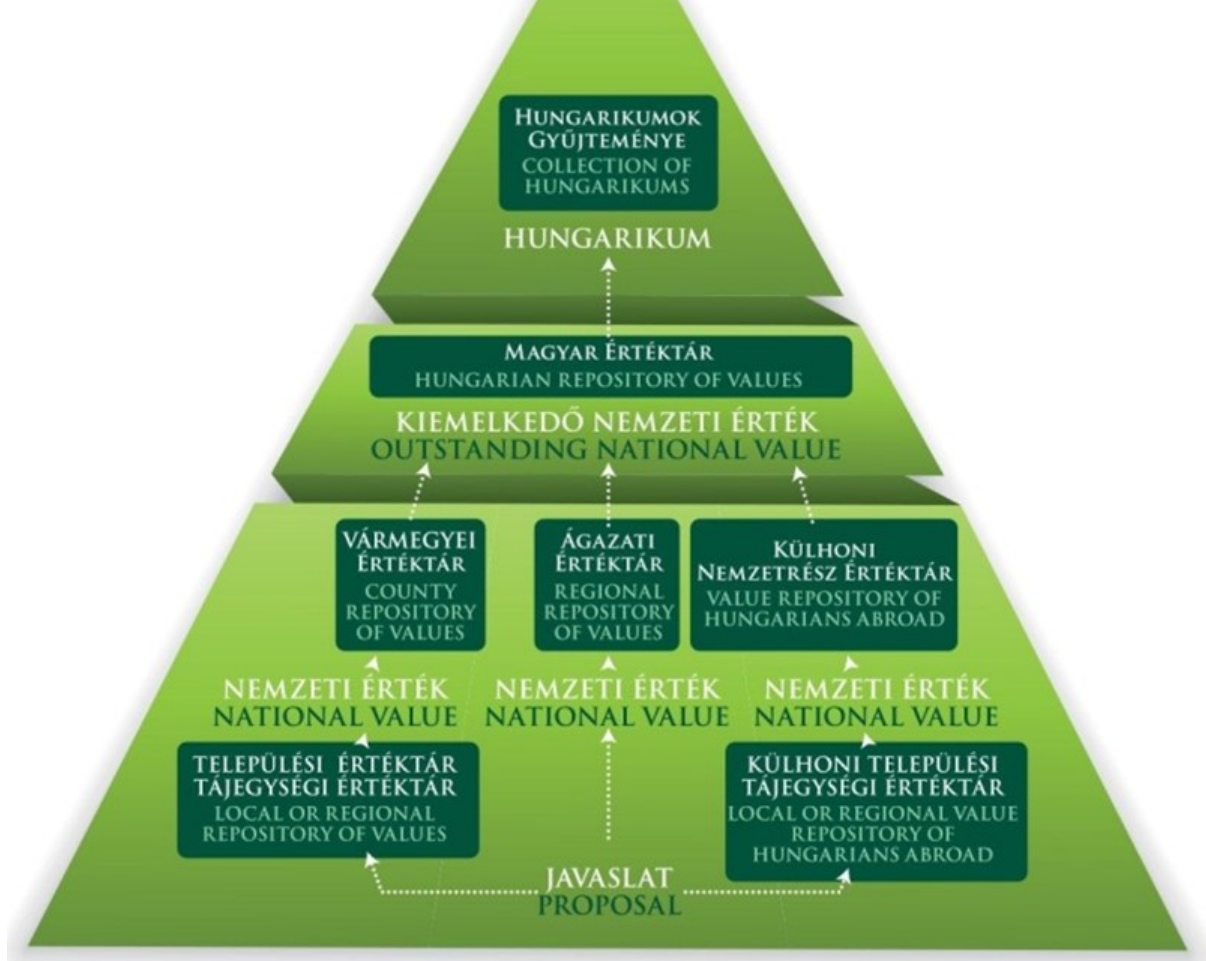 HUNGARIKUMOK
GYŰJTEMÉNYE
COLLECTION OF
HUNGARIKUMS
HUNGARIKUM
MAGYAR ÉRTÉKTÁR
HUNGARIAN REPOSITORY OF VALUES
KIEMELKEDŐ NEMZETI ÉRTÉK
OUTSTANDING NATIONAL VALUE
VÁRMEGYEI
ÉRTÉKTÁR
COUNTY
REPOSITORY
OF VALUES
ÁGAZATI
ÉRTÉKTÁR
REGIONAL
REPOSITORY
OF VALUES
KÜLHONI
NEMZETRÉSZ ÉRTÉKTÁR
VALUE REPOSITORY OF
HUNGARIANS ABROAD
NEMZETI ÉRTÉK
NATIONAL VALUE
NEMZETI ÉRTÉK
NATIONAL VALUE
NEMZETI ÉRTÉK
NATIONAL VALUE
TELEPÜLÉSI ÉRTÉKTÁR
TÁJEGYSÉGI ÉRTÉKTÁR
LOCAL OR REGIONAL
REPOSITORY OF VALUES
KÜLHONI TELEPÜLÉSI
TÁJEGYSÉGI ÉRTÉKTÁR
LOCAL OR REGIONAL VALUE
REPOSITORY OF
HUNGARIANS ABROAD
JAVASLAT
PROPOSAL